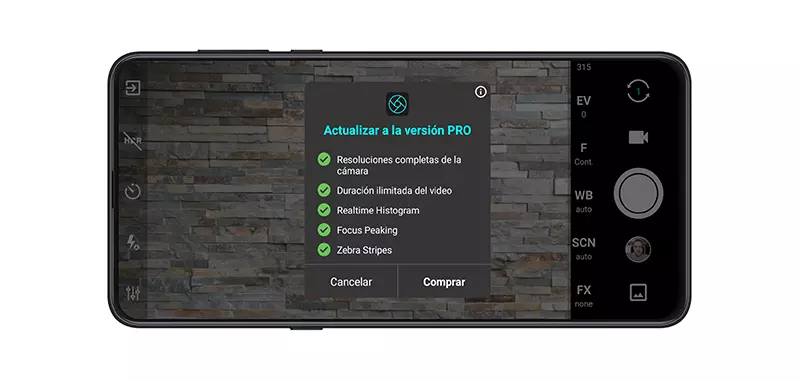 315
HDR
EV
0
F
Cont.
WB
auto
SCN
auto
FX
none
1
Actualizar a la versión PRO
Resoluciones completas de la
cámara
Duración ilimitada del video
Realtime Histogram
Focus Peaking
Zebra Stripes
Cancelar
Comprar